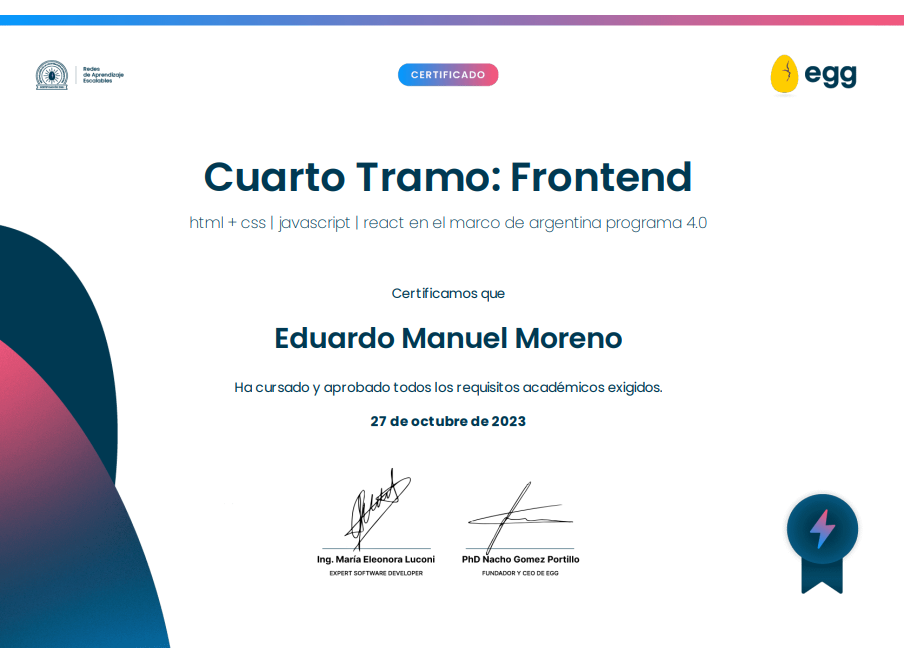 Redes
de Aprendizaje
Escalables
CERTIFICADO
egg
Cuarto Tramo: Frontend
html + css | javascript | react en el marco de argentina programa 4.0
Certificamos que
Eduardo Manuel Moreno
Ha cursado y aprobado todos los requisitos académicos exigidos.
27 de octubre de 2023
Ing. María Eleonora Luconi
EXPERT SOFTWARE DEVELOPER
PhD Nacho Gomez Portillo
FUNDADOR Y CEO DE EGG